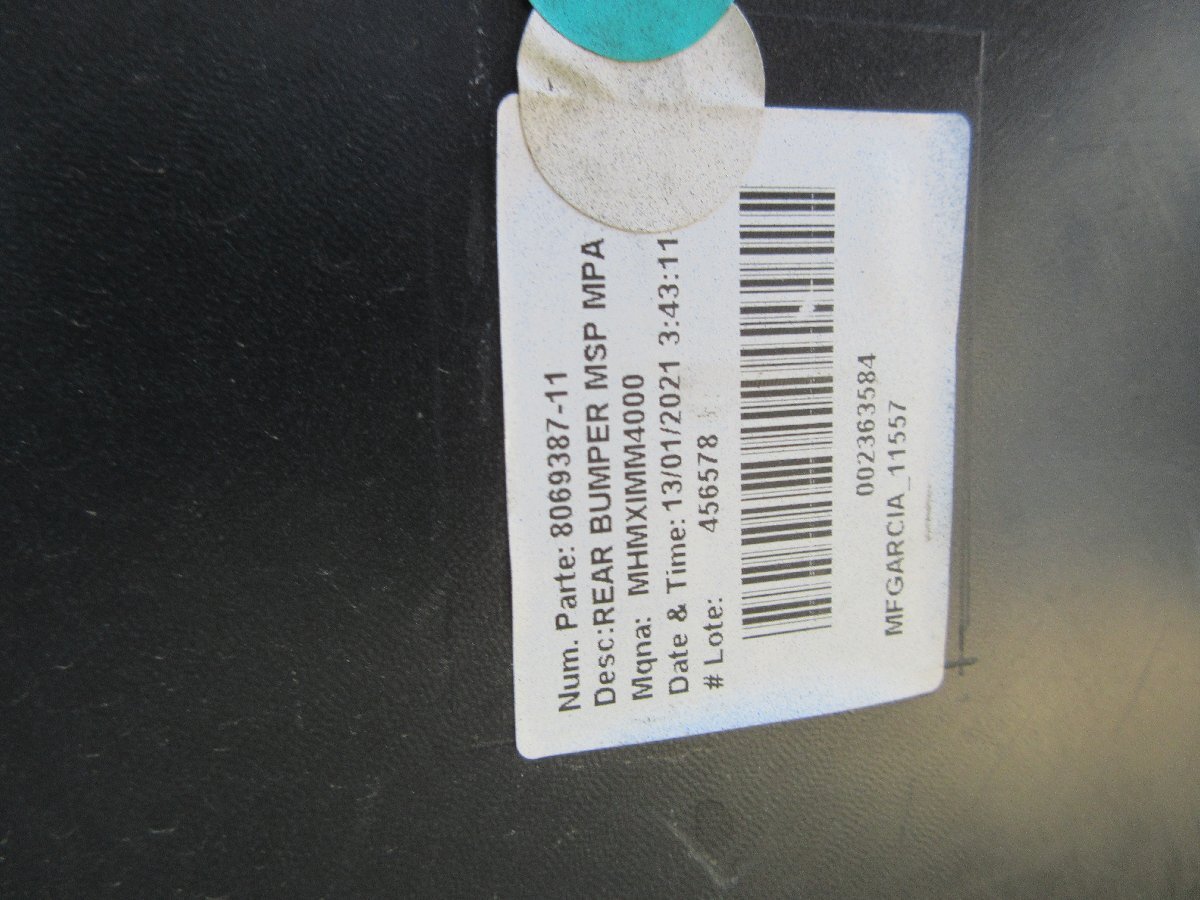 Num. Parte: 8069387-11
Desc:REAR BUMPER MSP MPA
Mqna: MHMXIMM4000
Date & Time: 13/01/2021 3:43:11
# Lote: 456578
002363584
MFGARCIA_11557